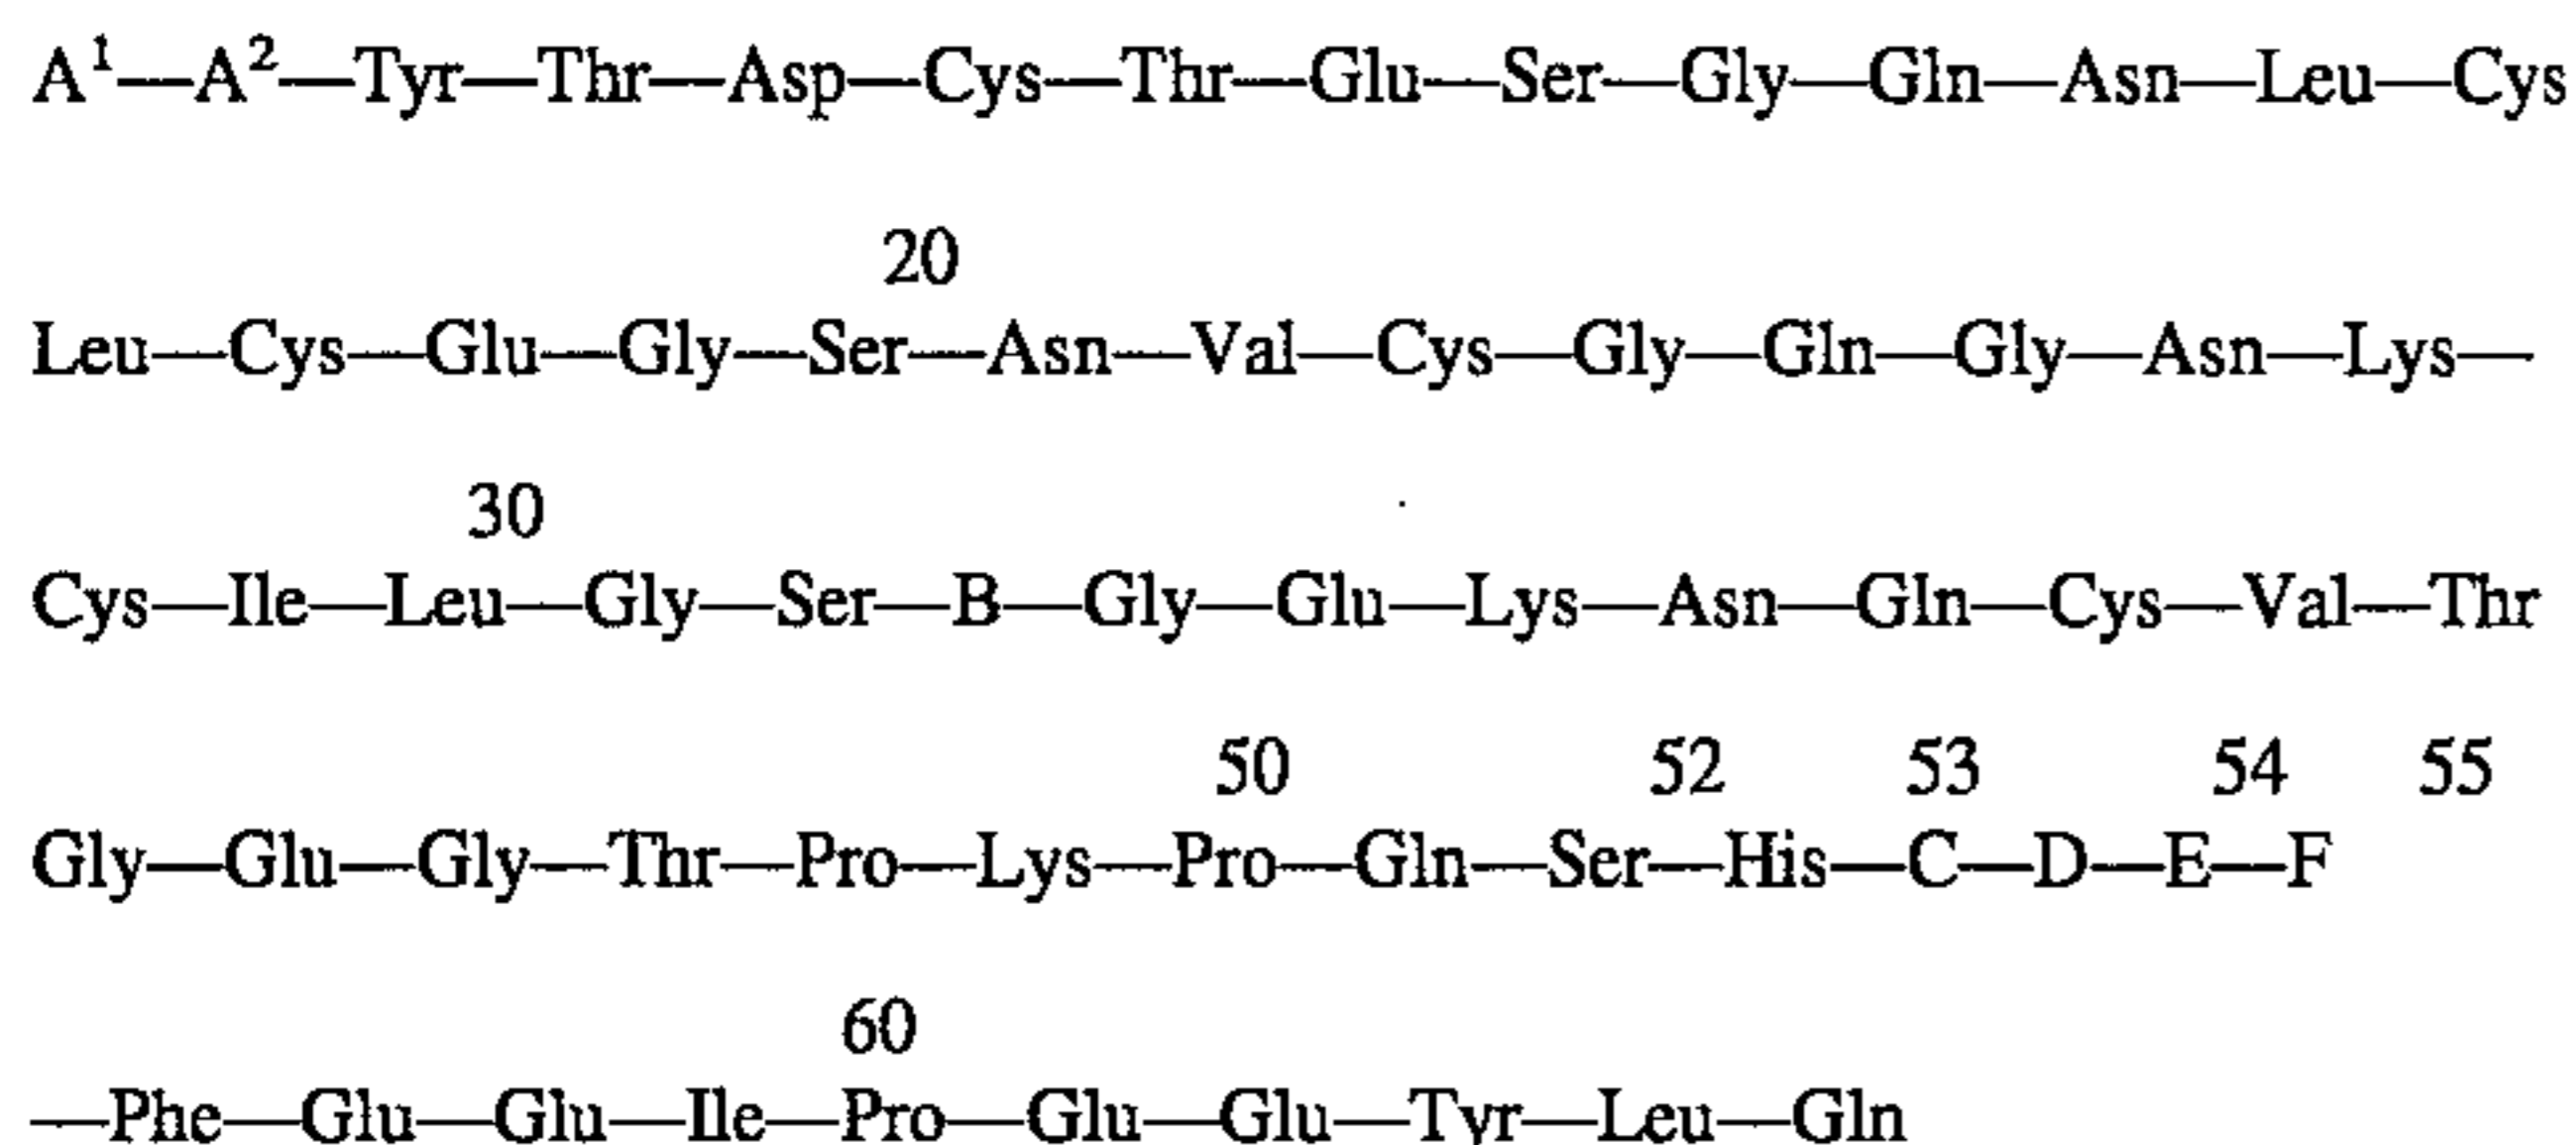 A¹—A²—Tyr—Thr—Asp—Cys—Thr—Glu—Ser—Gly—Gln—Asn—Leu—Cys
20
Leu—Cys—Glu—Gly—Ser—Asn—Val—Cys—Gly—Gln—Gly—Asn—Lys—
30
Cys—Ile—Leu—Gly—Ser—B—Gly—Glu—Lys—Asn—Gln—Cys—Val—Thr
50 52 53 54 55
Gly—Glu—Gly—Thr—Pro—Lys—Pro—Gln—Ser—His—C—D—E—F
60
—Phe—Glu—Glu—Ile—Pro—Glu—Glu—Tyr—Leu—Gln